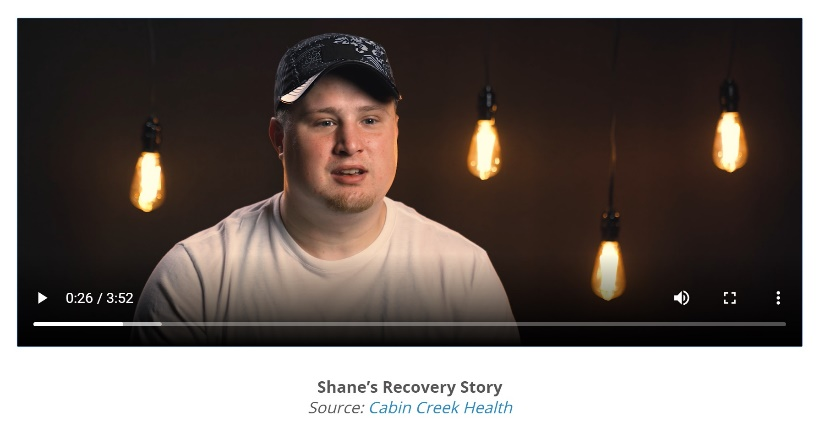 0:26 / 3:52
Shane’s Recovery Story
Source: Cabin Creek Health